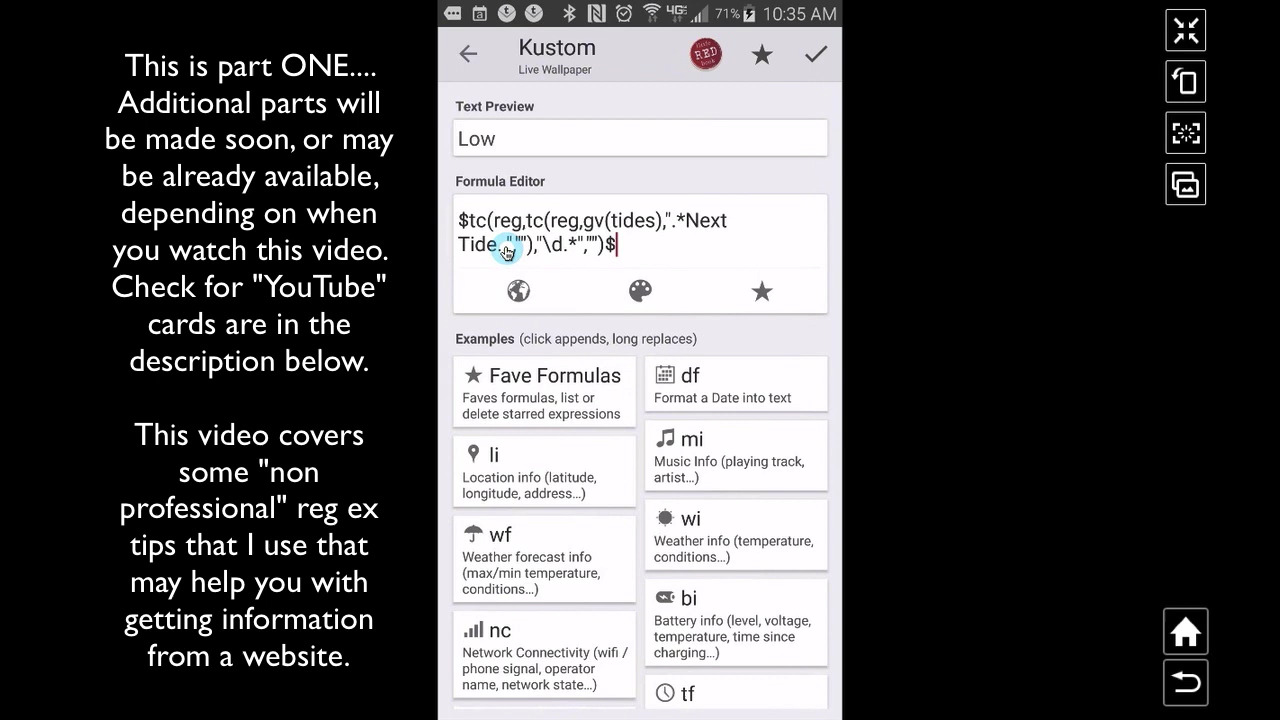 This is part ONE....
Additional parts will
be made soon, or may
be already available,
depending on when
you watch this video.
Check for "YouTube"
cards are in the
description below.
This video covers
some "non
professional" reg ex
tips that I use that
may help you with
getting information
from a website.
4G
71%
10:35 AM
Kustom
Live Wallpaper
RED
Text Preview
Low
Formula Editor
$tc(reg,tc(reg,gv(tides),".*Next
Tide.
""),"\d.*","")$
Examples (click appends, long replaces)
Fave Formulas
Faves formulas, list or
delete starred expressions
df
Format a Date into text
li
Location info (latitude,
longitude, address...)
mi
Music Info (playing track,
artist...)
wf
Weather forecast info
(max/min temperature,
conditions...)
wi
Weather info (temperature,
conditions...)
nc
Network Connectivity (wifi /
phone signal, operator
name, network state...)
bi
Battery info (level, voltage,
temperature, time since
charging...)
tf